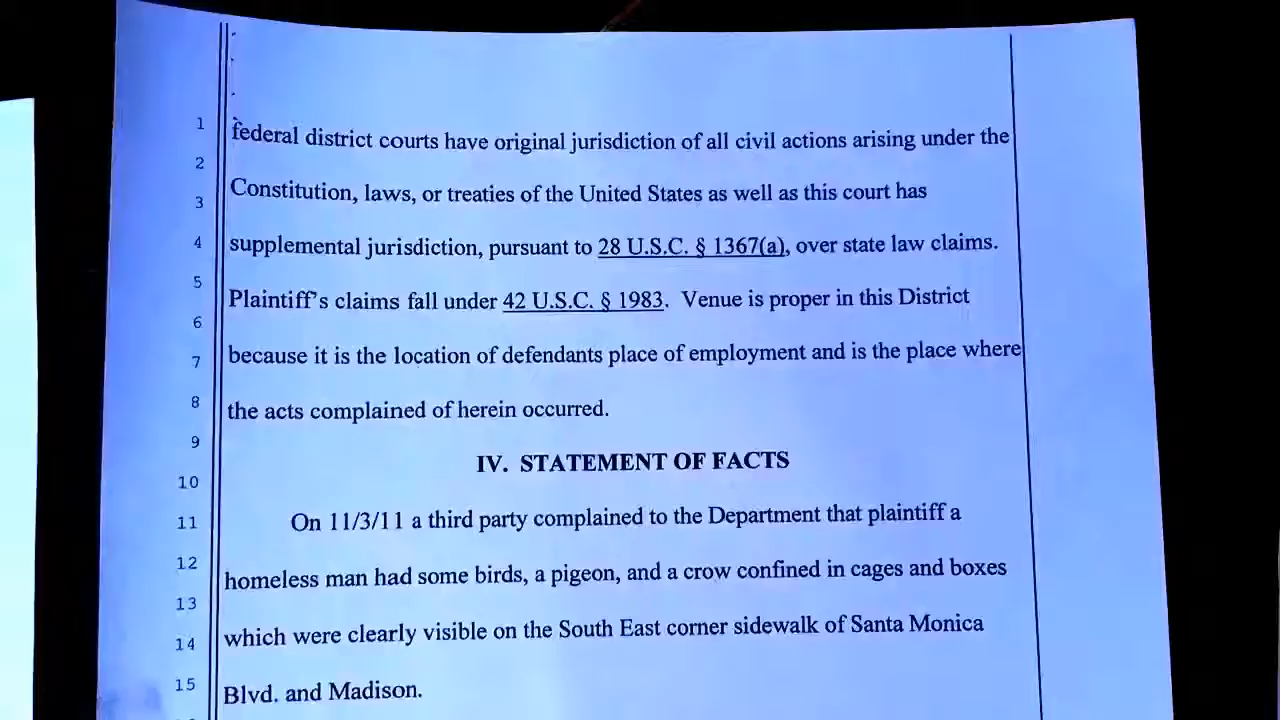 1 federal district courts have original jurisdiction of all civil actions arising under the
2
3 Constitution, laws, or treaties of the United States as well as this court has
4 supplemental jurisdiction, pursuant to 28 U.S.C. § 1367(a), over state law claims.
5 Plaintiff's claims fall under 42 U.S.C. § 1983. Venue is proper in this District
6
7 because it is the location of defendants place of employment and is the place where
8 the acts complained of herein occurred.
9 IV. STATEMENT OF FACTS
10
11 On 11/3/11 a third party complained to the Department that plaintiff a
12 homeless man had some birds, a pigeon, and a crow confined in cages and boxes
13
14 which were clearly visible on the South East corner sidewalk of Santa Monica
15 Blvd. and Madison.